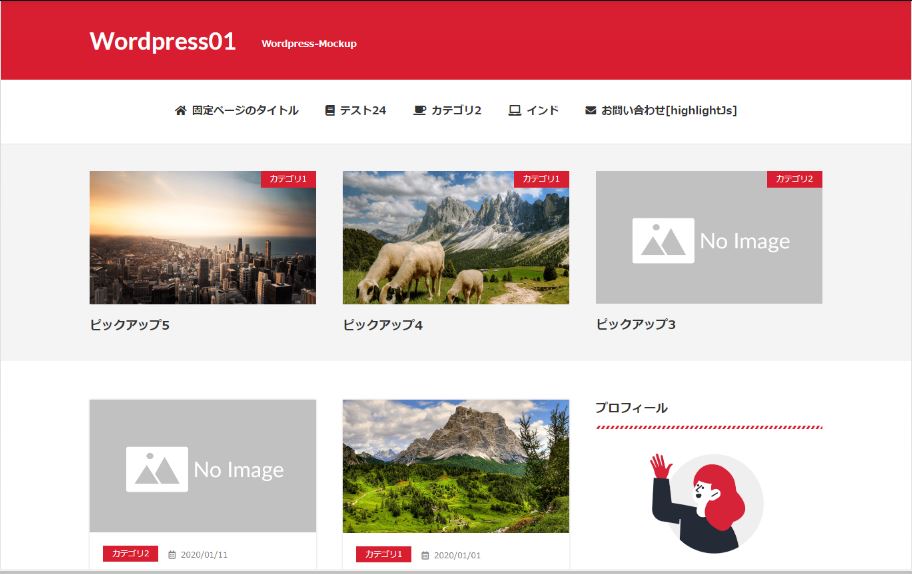 Wordpress01
Wordpress-Mockup
固定ページのタイトル テスト24 カテゴリ2 インド お問い合わせ[highlightJs]
カテゴリ1 カテゴリ1 カテゴリ2
No Image
ピックアップ5 ピックアップ4 ピックアップ3
プロフィール
No Image
カテゴリ2 2020/01/11 カテゴリ1 2020/01/01